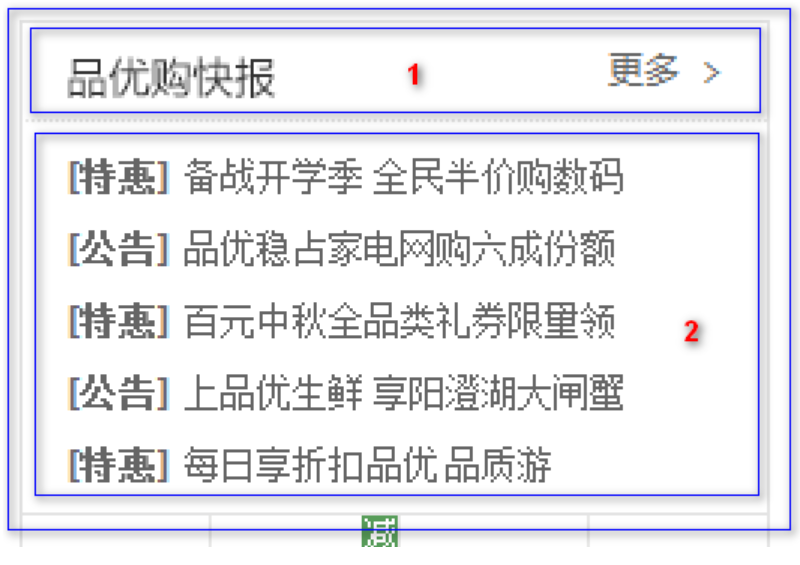 品优购快报 1 更多 >
[特惠] 备战开学季 全民半价购数码
[公告] 品优稳占家电网购六成份额
[特惠] 百元中秋全品类礼券限量领
2
[公告] 上品优生鲜 享阳澄湖大闸蟹
[特惠] 每日享折扣品优 品质游
减